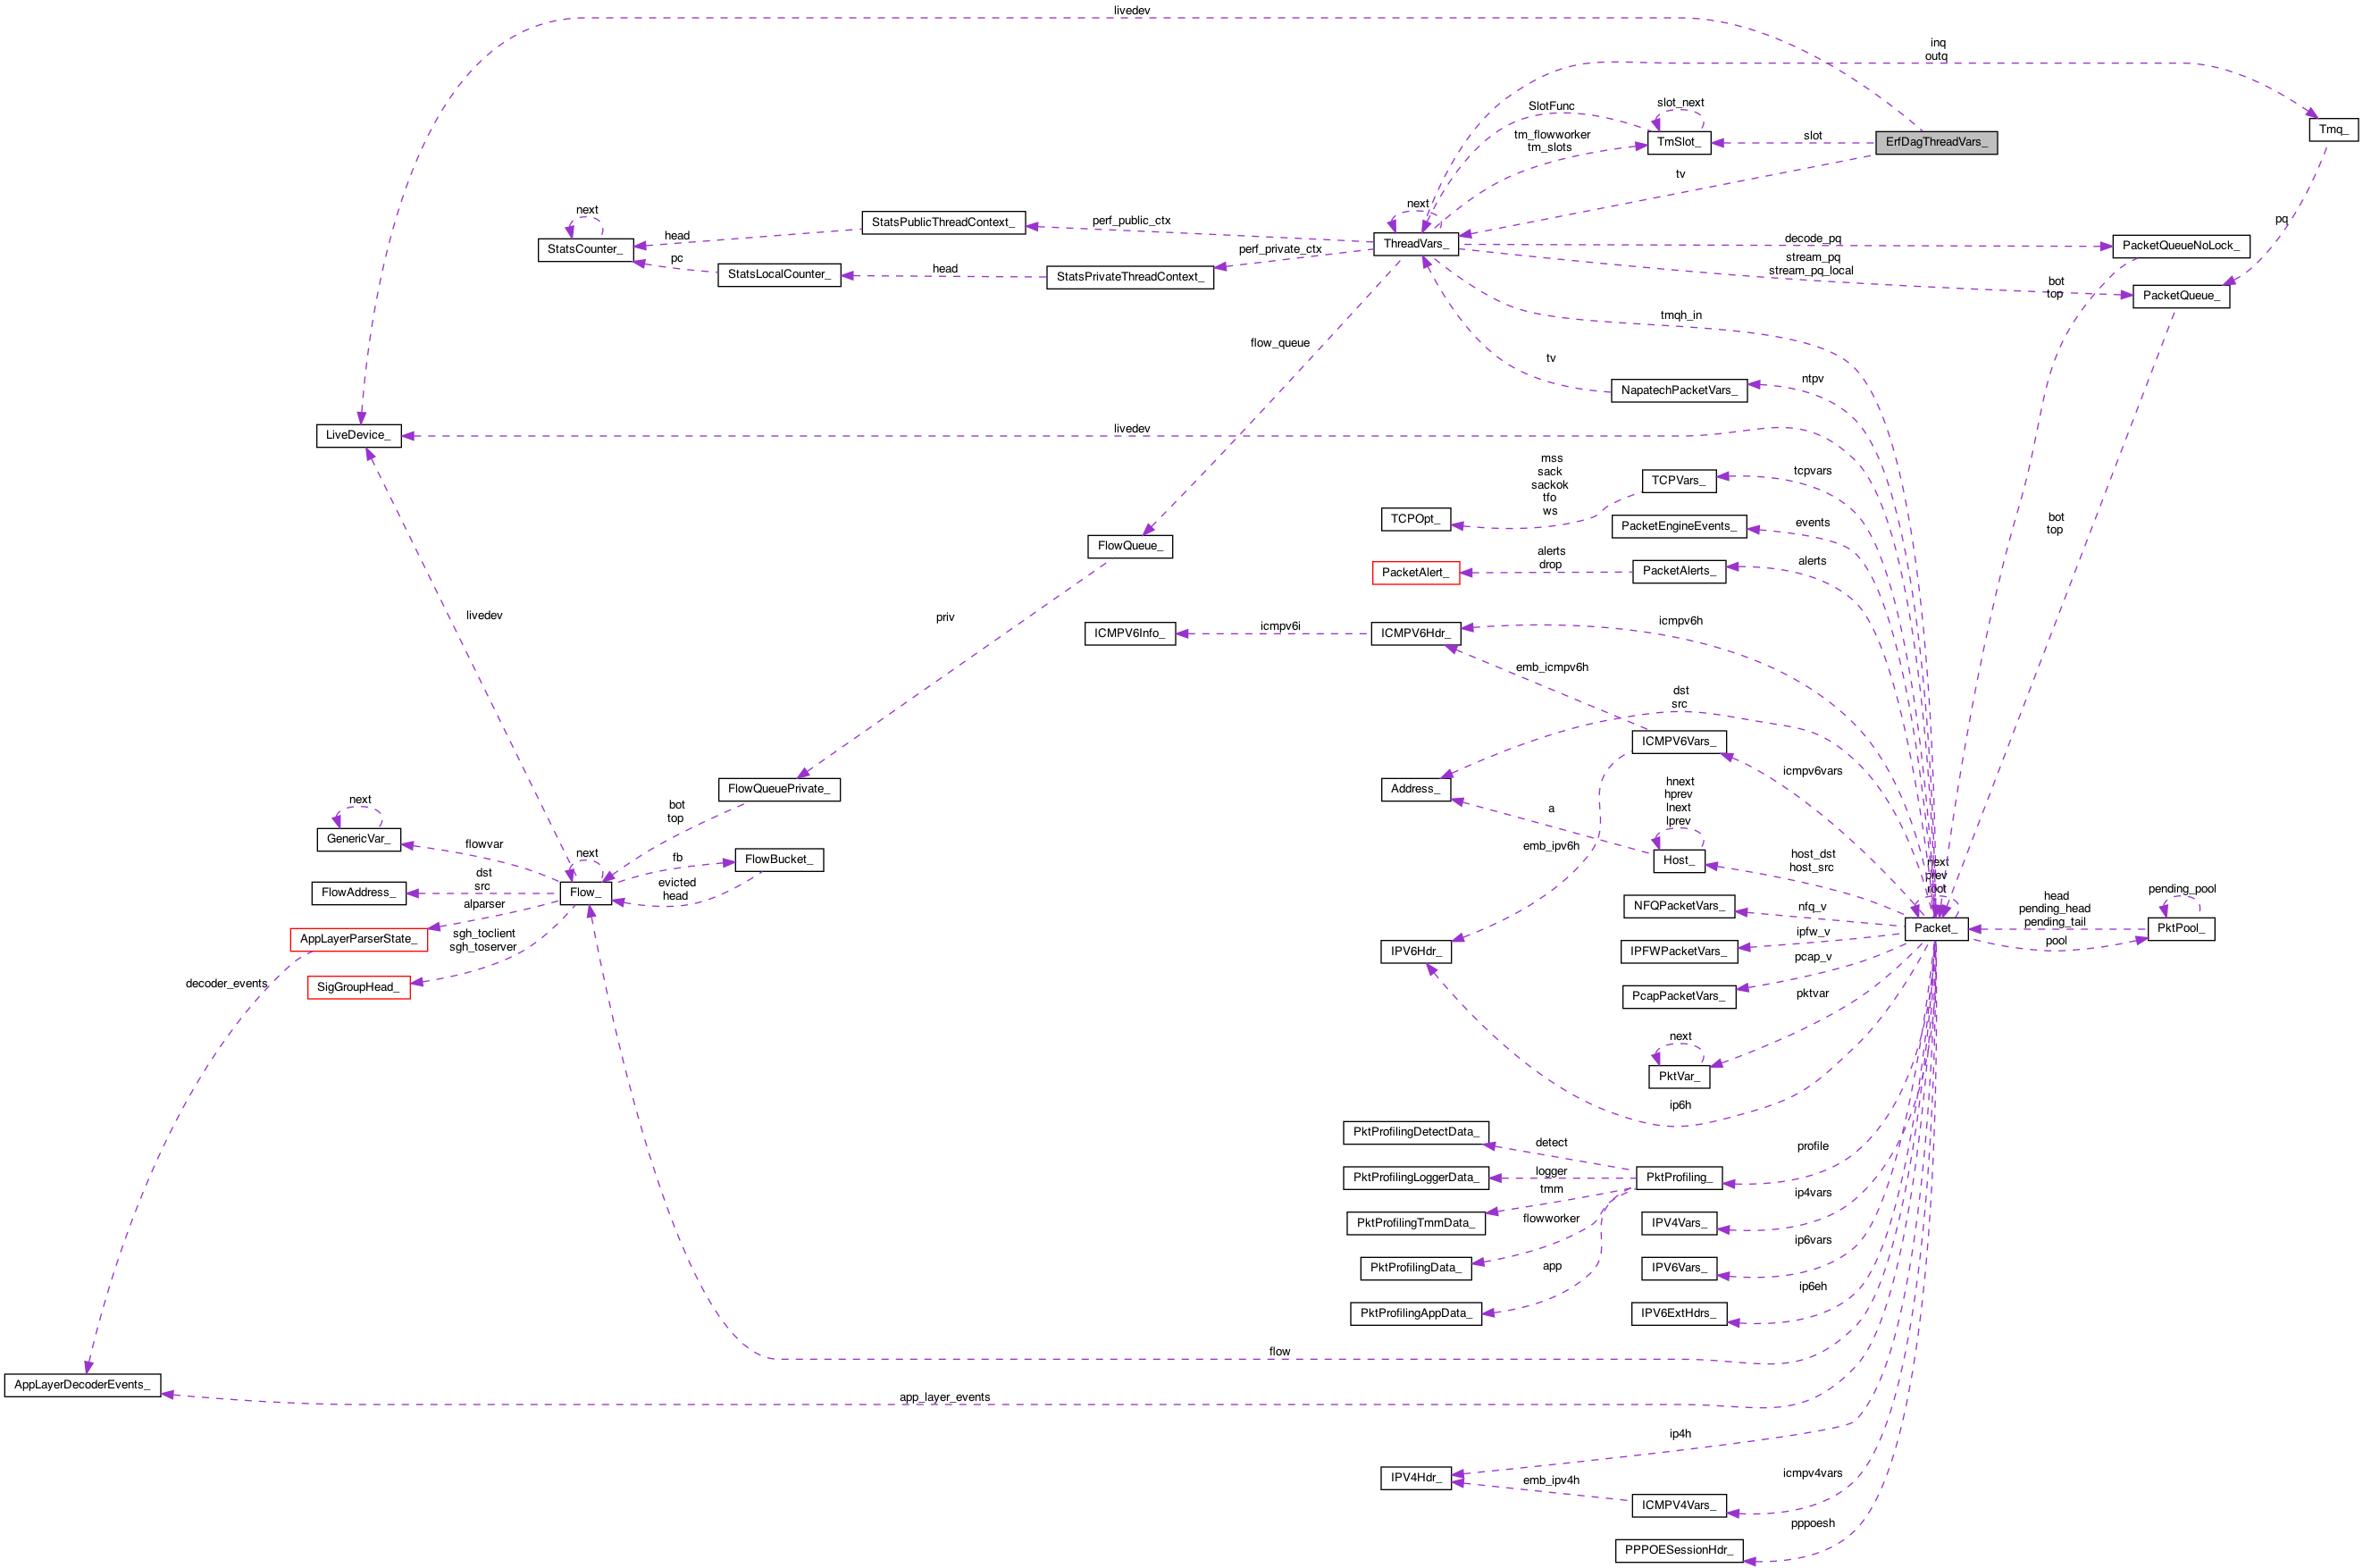 livedev
inq
outq
SlotFunc
slot_next
Tmq_
tm_flowworker
tm_slots
TmSlot_
slot
ErfDagThreadVars_
tv
next
next
StatsPublicThreadContext_
perf_public_ctx
pq
StatsCounter_
head
ThreadVars_
decode_pq
PacketQueueNoLock_
perf_private_ctx
pc
StatsLocalCounter_
head
StatsPrivateThreadContext_
stream_pq
stream_pq_local
bot
top
PacketQueue_
tmqh_in
flow_queue
tv
ntpv
NapatechPacketVars_
LiveDevice_
livedev
mss
sack
sackok
tfo
ws
TCPVars_
tcpvars
TCPOpt_
PacketEngineEvents_
events
bot
top
FlowQueue_
alerts
drop
PacketAlert_
PacketAlerts_
alerts
livedev
priv
ICMPV6Info_
icmpv6i
ICMPV6Hdr_
icmpv6h
emb_icmpv6h
dst
src
ICMPV6Vars_
icmpv6vars
FlowQueuePrivate_
Address_
hnext
hprev
lnext
lprev
a
next
bot
top
GenericVar_
flowvar
emb_ipv6h
next
fb
FlowBucket_
Host_
host_dst
host_src
next
prev
root
FlowAddress_
dst
src
Flow_
evicted
head
NFQPacketVars_
nfq_v
head
pending_head
pending_tail
pending_pool
alparser
AppLayerParserState_
sgh_toclient
sgh_toserver
IPV6Hdr_
IPFWPacketVars_
ipfw_v
Packet_
pool
PktPool_
decoder_events
SigGroupHead_
PcapPacketVars_
pcap_v
pktvar
next
PktVar_
ip6h
PktProfilingDetectData_
detect
profile
PktProfilingLoggerData_
logger
PktProfiling_
tmm
ip4vars
PktProfilingTmmData_
flowworker
IPV4Vars_
ip6vars
PktProfilingData_
app
IPV6Vars_
ip6eh
PktProfilingAppData_
IPV6ExtHdrs_
flow
AppLayerDecoderEvents_
app_layer_events
ip4h
IPV4Hdr_
emb_ipv4h
icmpv4vars
ICMPV4Vars_
pppoesh
PPPOESessionHdr_